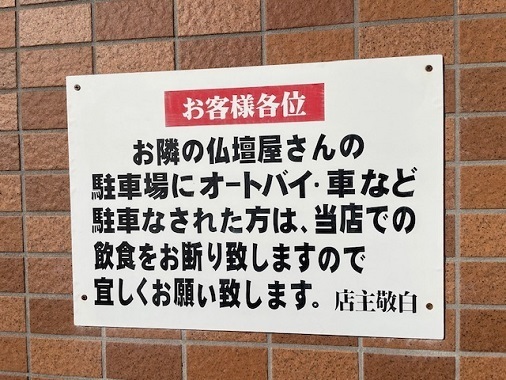 お客様各位
お隣の仏壇屋さんの
駐車場にオートバイ・車など
駐車なされた方は、当店での
飲食をお断り致しますので
宜しくお願い致します。店主敬白